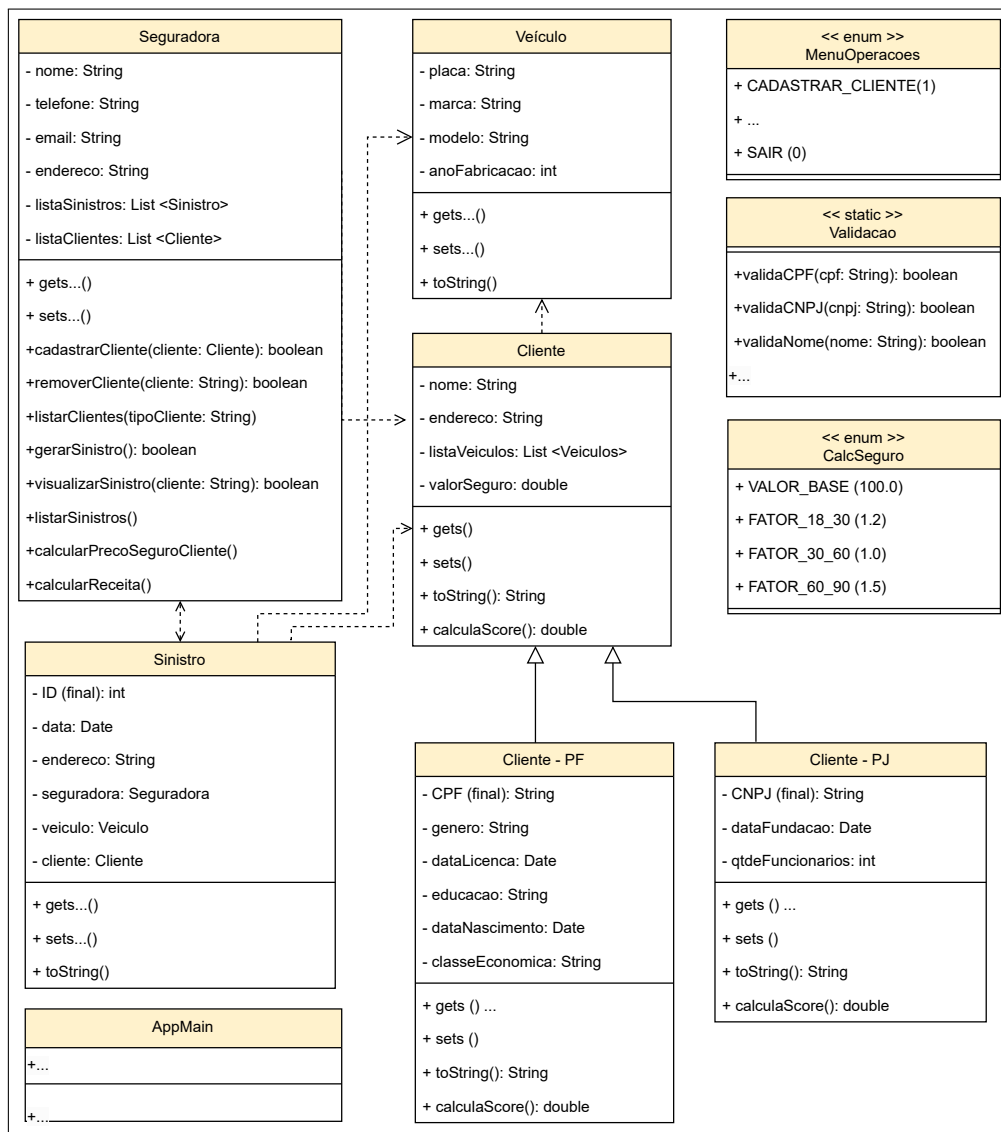 Seguradora
- nome: String
- telefone: String
- email: String
- endereco: String
- listaSinistros: List <Sinistro>
- listaClientes: List <Cliente>
+ gets...()
+ sets...()
+cadastrarCliente(cliente: Cliente): boolean
+removerCliente(cliente: String): boolean
+listarClientes(tipoCliente: String)
+gerarSinistro(): boolean
+visualizarSinistro(cliente: String): boolean
+listarSinistros()
+calcularPrecoSeguroCliente()
+calcularReceita()
Veículo
- placa: String
- marca: String
- modelo: String
- anoFabricacao: int
+ gets...()
+ sets...()
+ toString()
<< enum >>
MenuOperacoes
+ CADASTRAR_CLIENTE(1)
+ ...
+ SAIR (0)
<< static >>
Validacao
+validaCPF(cpf: String): boolean
+validaCNPJ(cnpj: String): boolean
+validaNome(nome: String): boolean
+...
Cliente
- nome: String
- endereco: String
- listaVeiculos: List <Veiculos>
- valorSeguro: double
+ gets()
+ sets()
+ toString(): String
+ calculaScore(): double
<< enum >>
CalcSeguro
+ VALOR_BASE (100.0)
+ FATOR_18_30 (1.2)
+ FATOR_30_60 (1.0)
+ FATOR_60_90 (1.5)
Sinistro
- ID (final): int
- data: Date
- endereco: String
- seguradora: Seguradora
- veiculo: Veiculo
- cliente: Cliente
+ gets...()
+ sets...()
+ toString()
Cliente - PF
- CPF (final): String
- genero: String
- dataLicenca: Date
- educacao: String
- dataNascimento: Date
- classeEconomica: String
+ gets () ...
+ sets ()
+ toString(): String
+ calculaScore(): double
Cliente - PJ
- CNPJ (final): String
- dataFundacao: Date
- qtdeFuncionarios: int
+ gets () ...
+ sets ()
+ toString(): String
+ calculaScore(): double
AppMain
+...
+...